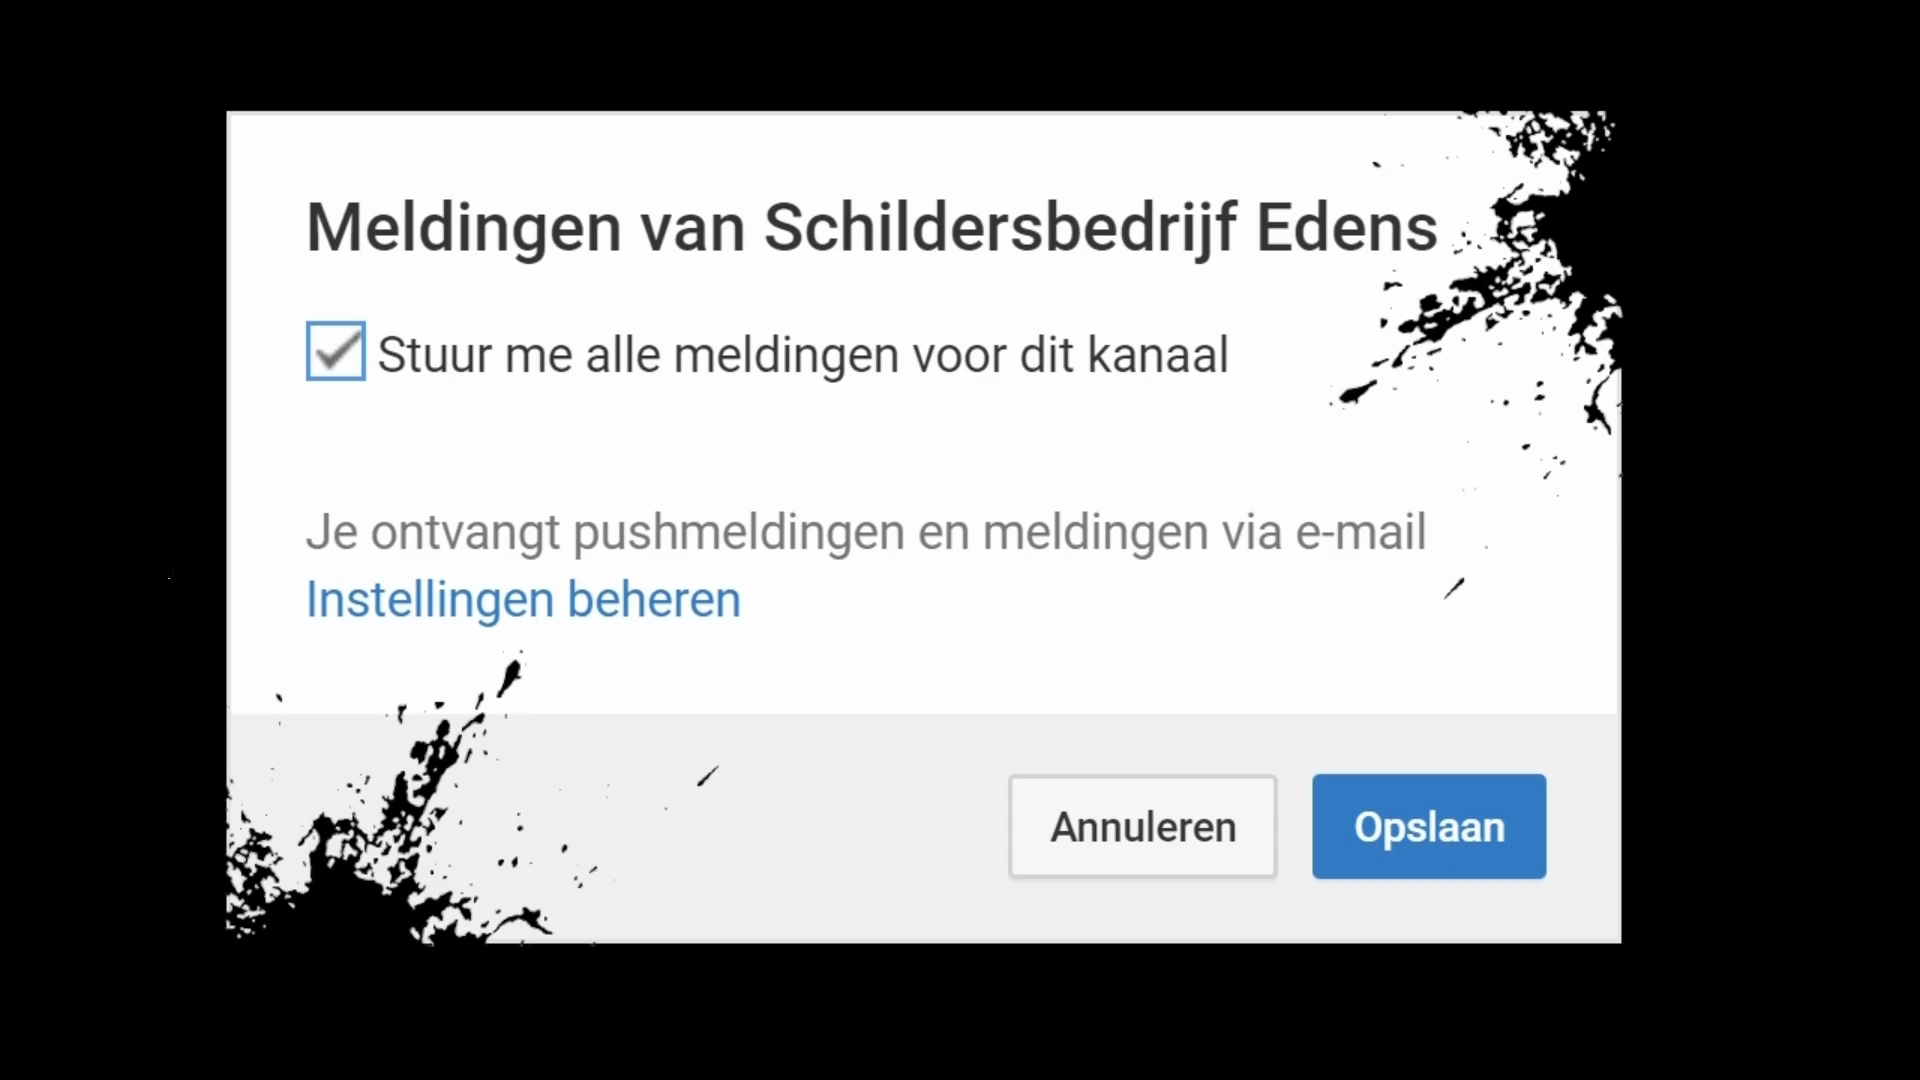 Meldingen van Schildersbedrijf Edens
Stuur me alle meldingen voor dit kanaal
Je ontvangt pushmeldingen en meldingen via e-mail
Instellingen beheren
Annuleren
Opslaan